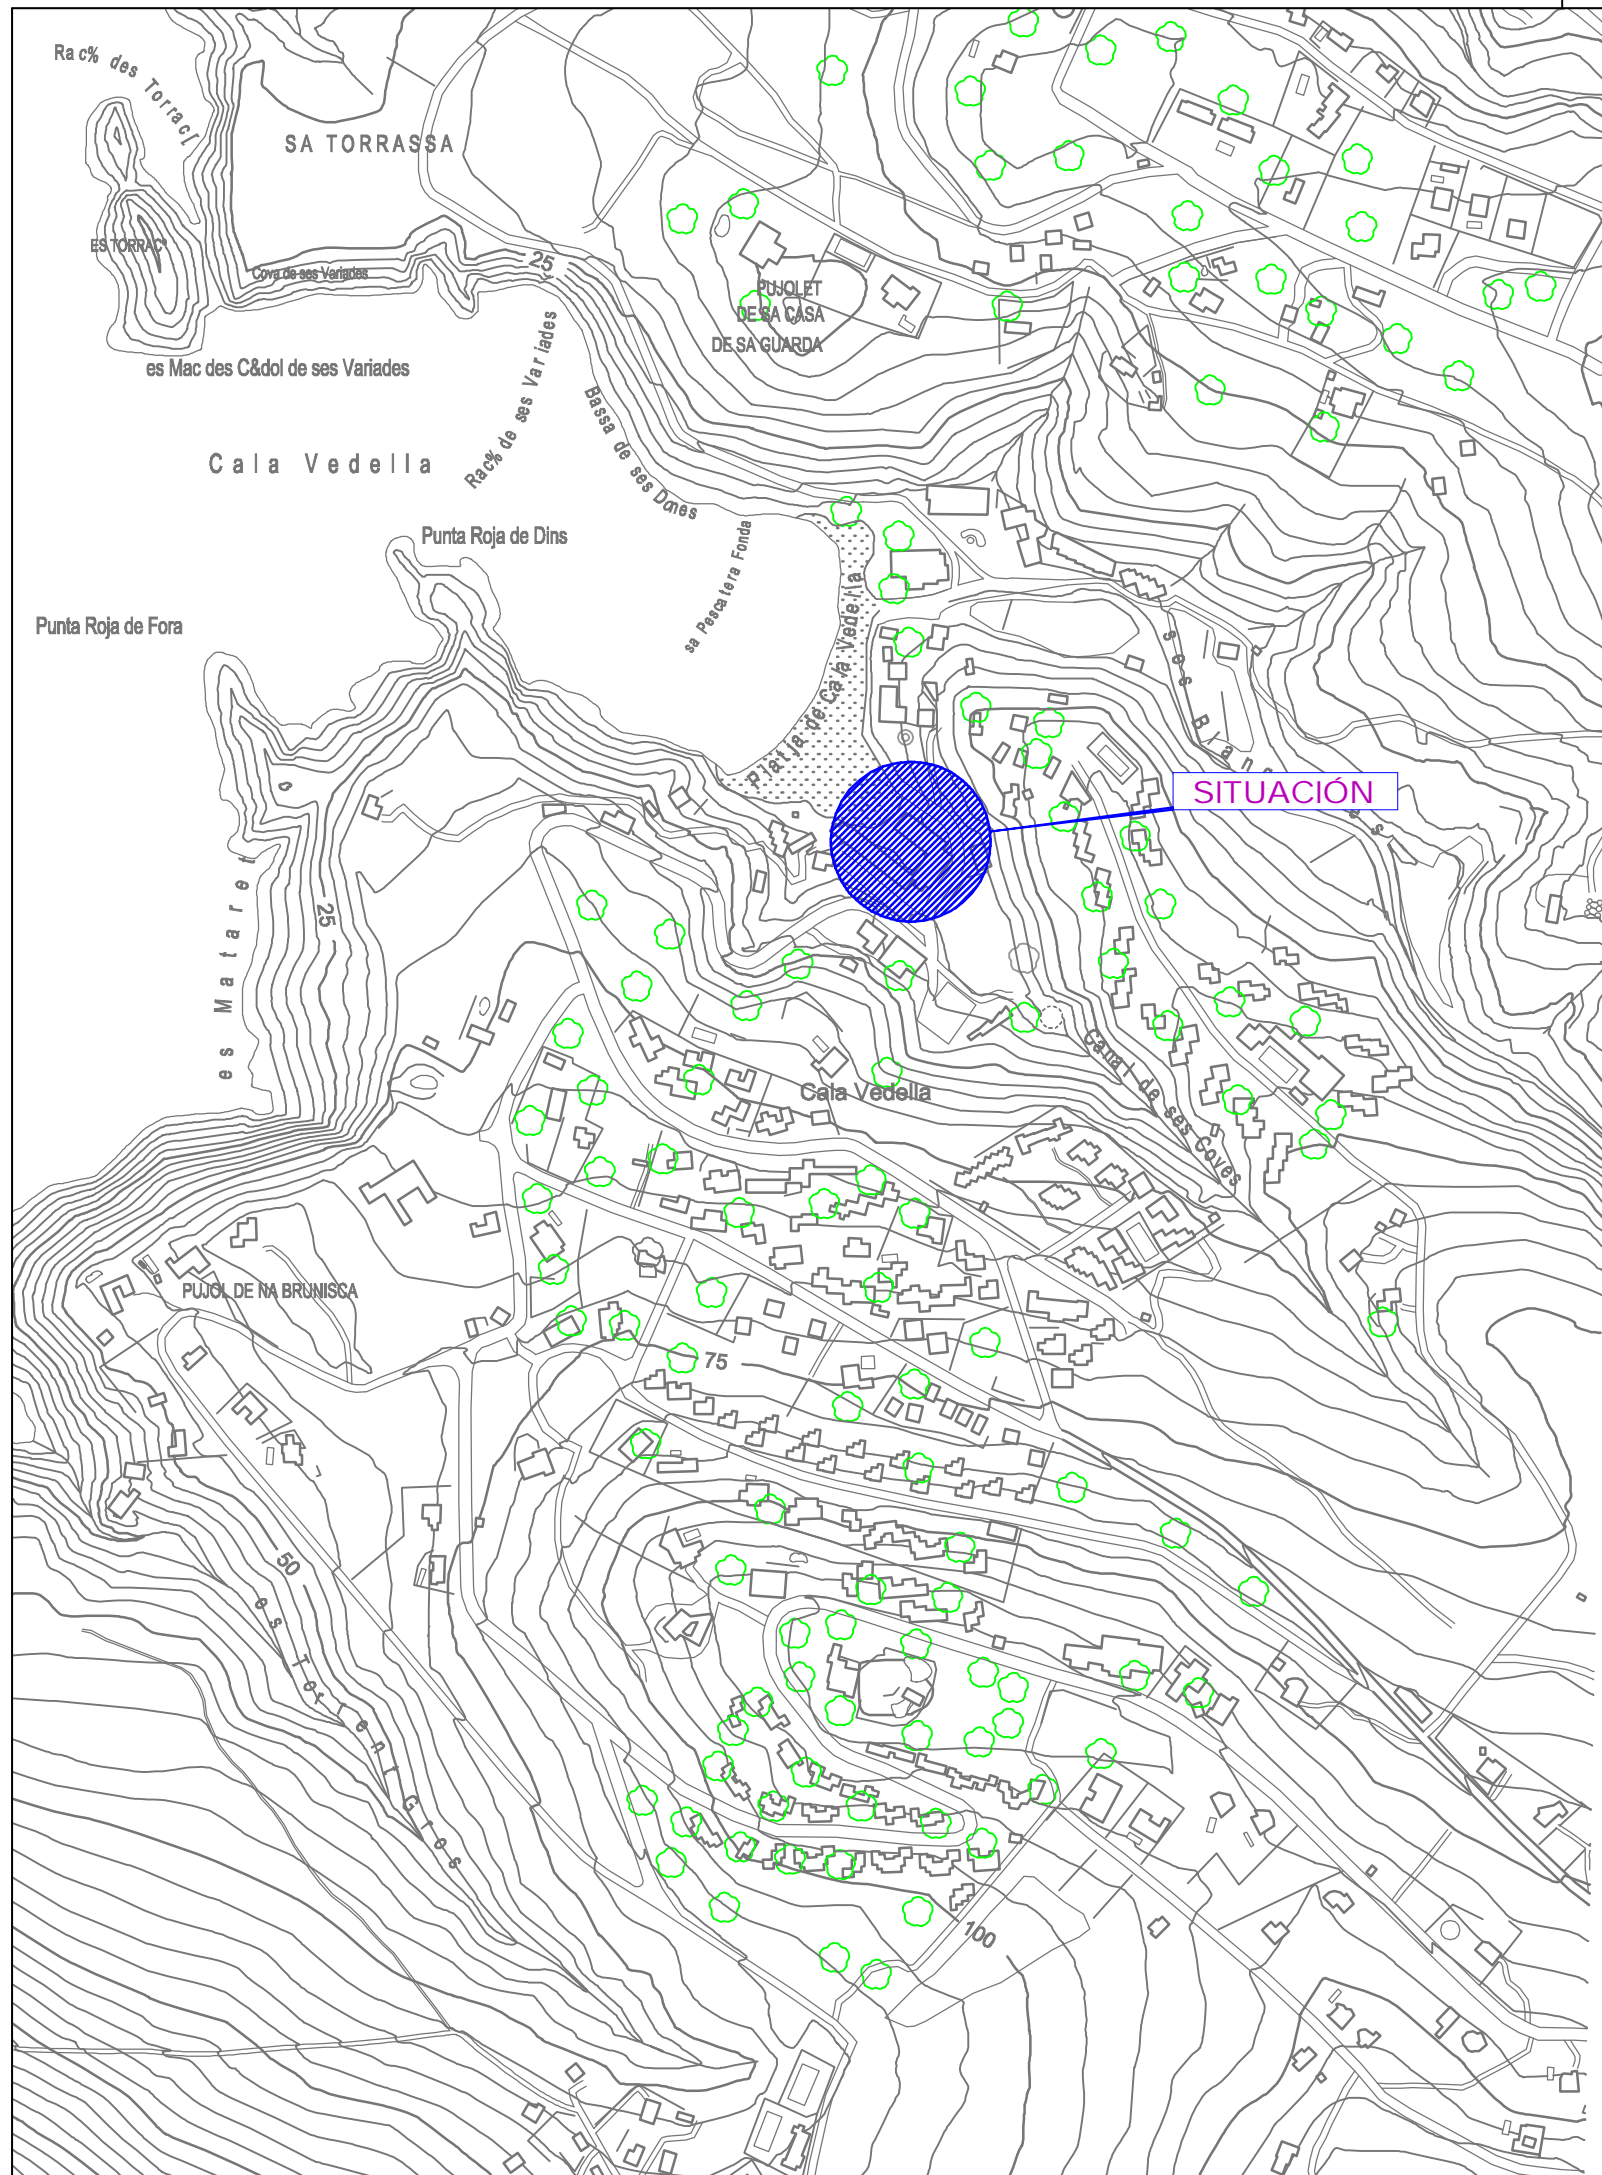 Rac% des Torrac[
SA TORRASSA
ES TORRAC°
Cova de ses Variades
25
PUJOLET
DE SA CASA
DE SA GUARDA
es Mac des C&dol de ses Variades
Rac% de ses Variades
Bassa de ses Dones
Cala Vedella
Punta Roja de Dins
sa Pescatera Fonda
Platja de Cala Vedella
Punta Roja de Fora
SITUACIÓN
es Mataret
25
Canal de ses Coves
Cala Vedella
PUJOL DE NA BRUNISCA
75
50
es Torrent Gros
100